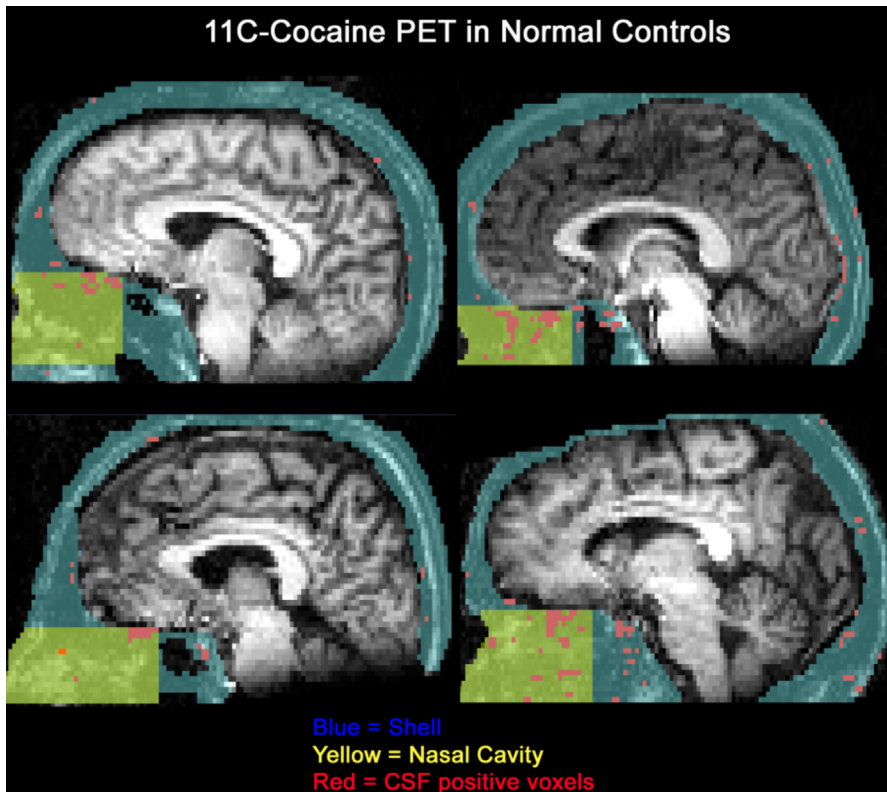 11C-Cocaine PET in Normal Controls
Blue = Shell
Yellow = Nasal Cavity
Red = CSF positive voxels